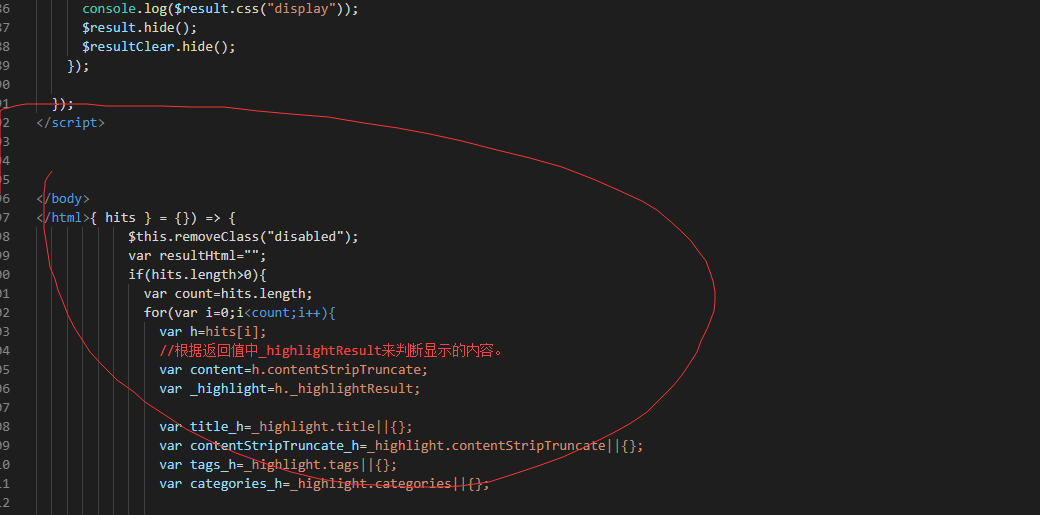 86 console.log($result.css("display"));
87 $result.hide();
88 $resultClear.hide();
89 });
90
91 });
92 </script>
93
94
95
96 </body>
97 </html>{ hits } = {}) => {
98 $this.removeClass("disabled");
99 var resultHtml="";
00 if(hits.length>0){
01 var count=hits.length;
02 for(var i=0;i<count;i++){
03 var h=hits[i];
04 //根据返回值中_highlightResult来判断显示的内容。
05 var content=h.contentStripTruncate;
06 var _highlight=h._highlightResult;
07
08 var title_h=_highlight.title||{};
09 var contentStripTruncate_h=_highlight.contentStripTruncate||{};
10 var tags_h=_highlight.tags||{};
11 var categories_h=_highlight.categories||{};
12